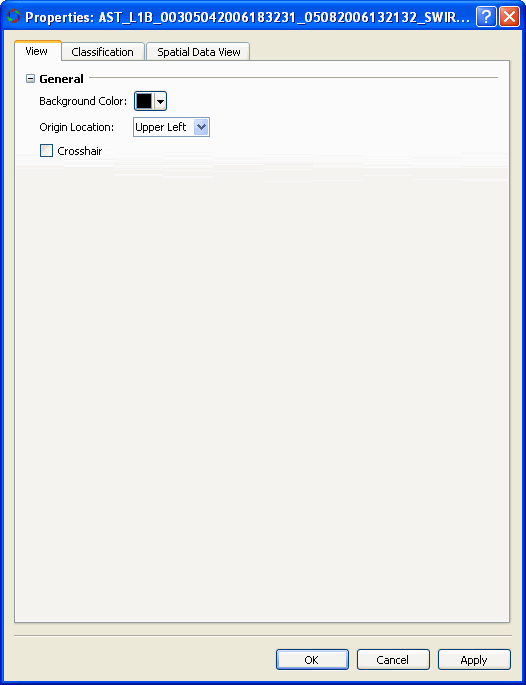 Properties: AST_L1B_00305042006183231_05082006132132_SWIR...
View Classification Spatial Data View
General
Background Color:
Origin Location: Upper Left
Crosshair
OK Cancel Apply